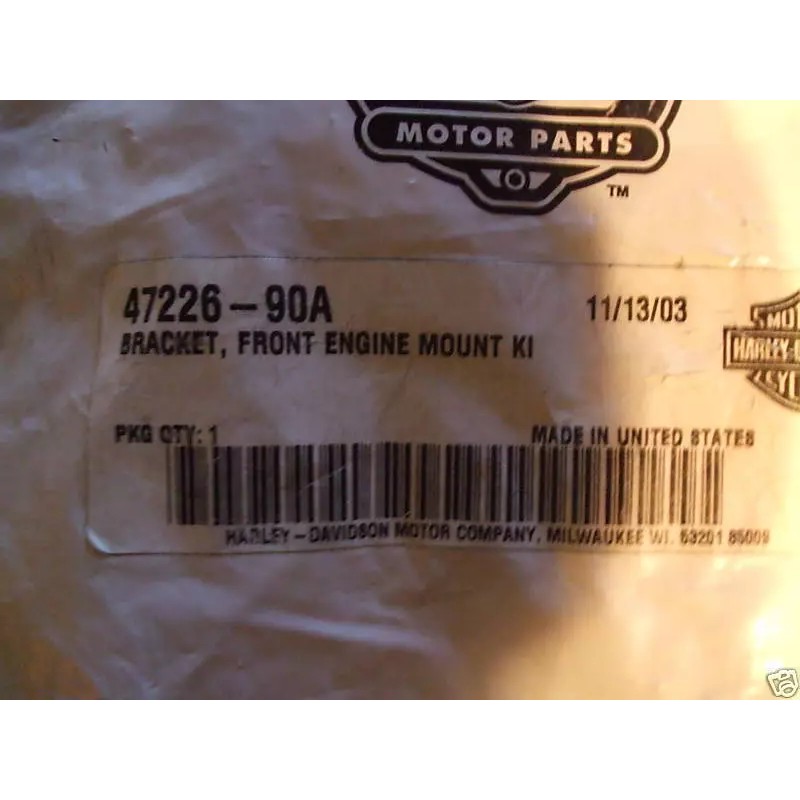 MOTOR PARTS
TM
47226-90A 11/13/03
BRACKET, FRONT ENGINE MOUNT KI
PKG QTY: 1 MADE IN UNITED STATES
HARLEY-DAVIDSON MOTOR COMPANY, MILWAUKEE WI. 53201 85009